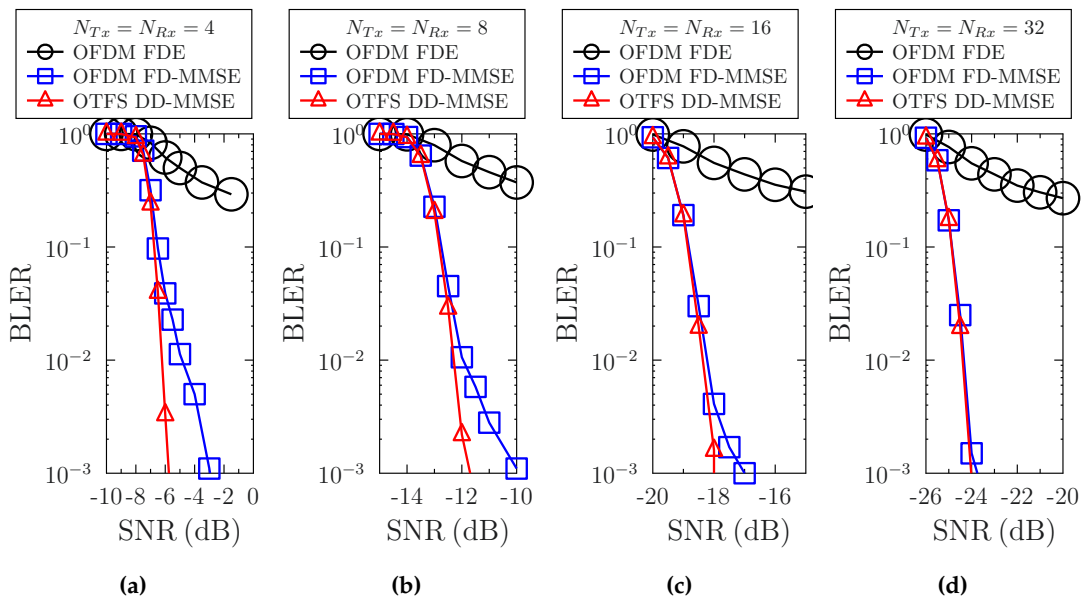 N_{Tx} = N_{Rx} = 4
OFDM FDE
OFDM FD-MMSE
OTFS DD-MMSE
10^0
10^{-1}
10^{-2}
10^{-3}
BLER
-10 -8 -6 -4 -2 0
SNR (dB)
(a)
N_{Tx} = N_{Rx} = 8
OFDM FDE
OFDM FD-MMSE
OTFS DD-MMSE
10^0
10^{-1}
10^{-2}
10^{-3}
BLER
-14 -12 -10
SNR (dB)
(b)
N_{Tx} = N_{Rx} = 16
OFDM FDE
OFDM FD-MMSE
OTFS DD-MMSE
10^0
10^{-1}
10^{-2}
10^{-3}
BLER
-20 -18 -16
SNR (dB)
(c)
N_{Tx} = N_{Rx} = 32
OFDM FDE
OFDM FD-MMSE
OTFS DD-MMSE
10^0
10^{-1}
10^{-2}
10^{-3}
BLER
-26 -24 -22 -20
SNR (dB)
(d)